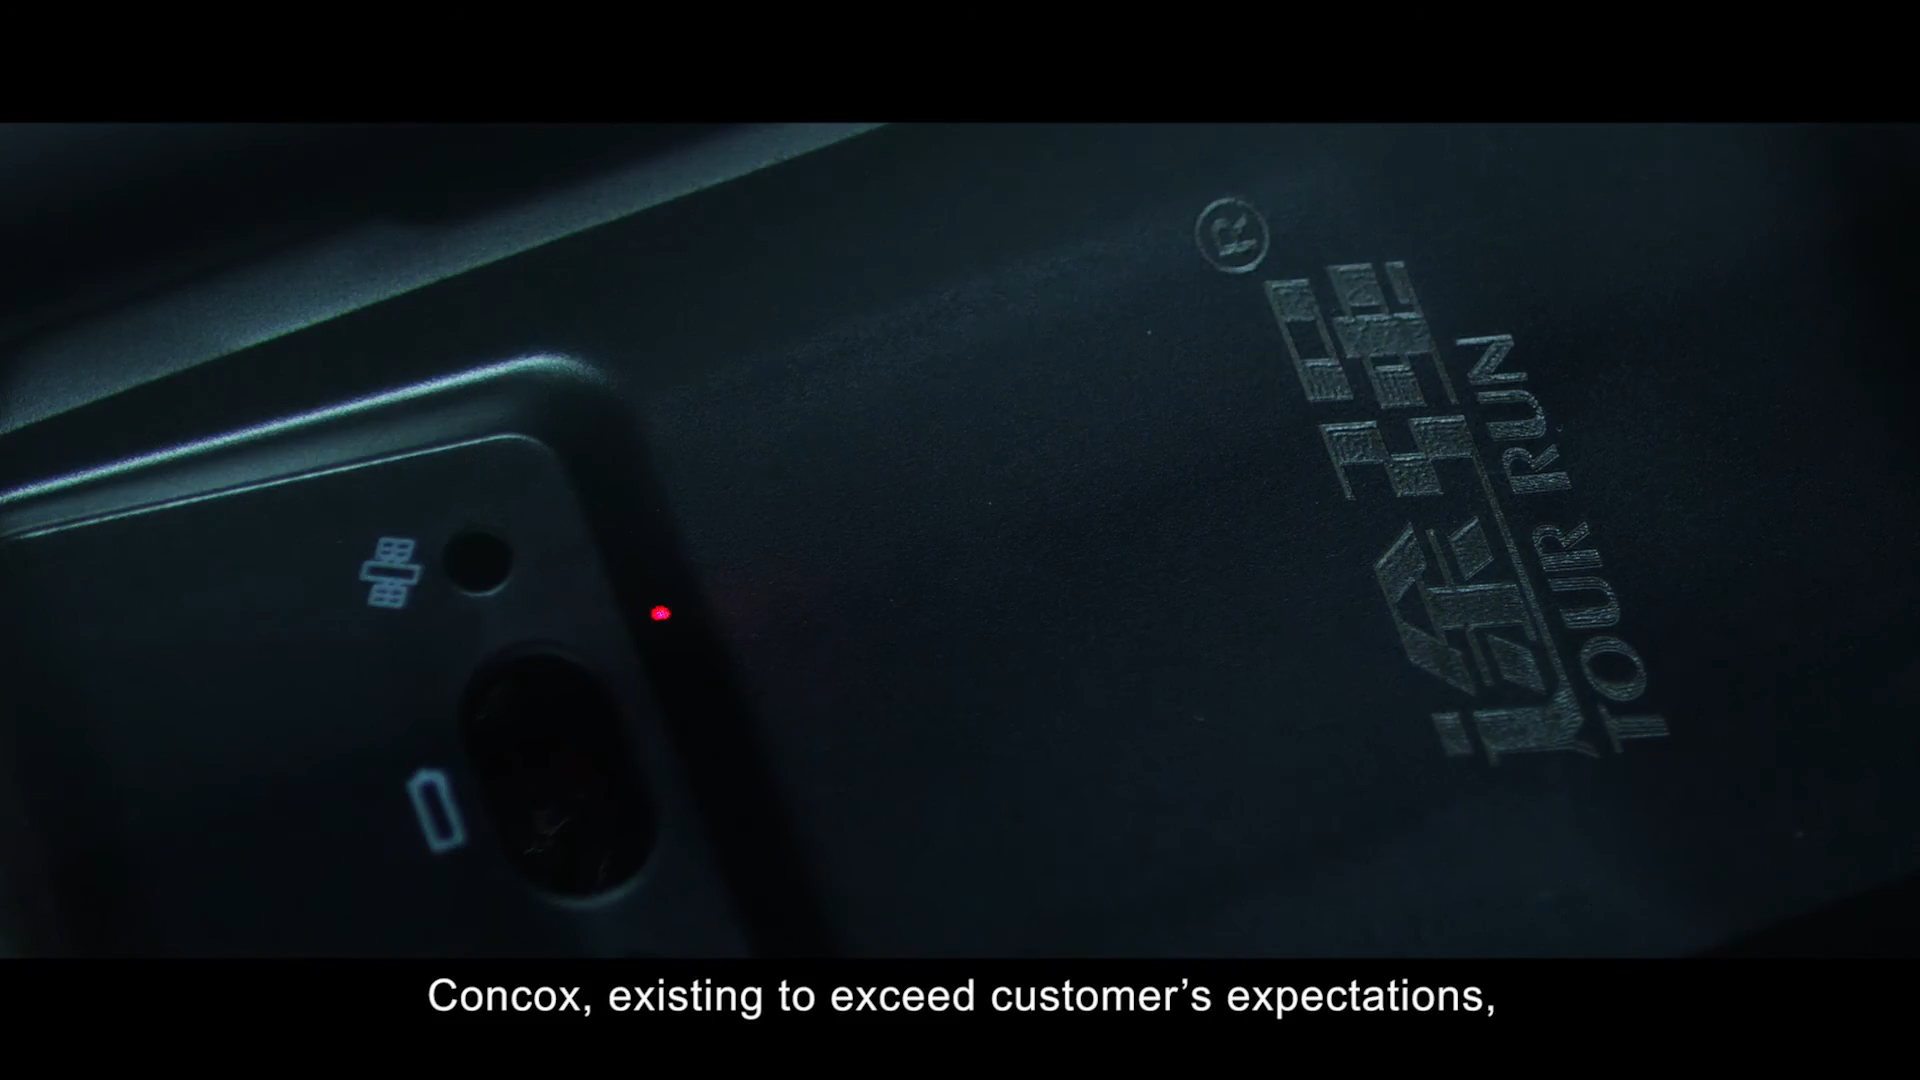 ®
TOUR RUN
Concox, existing to exceed customer’s expectations,